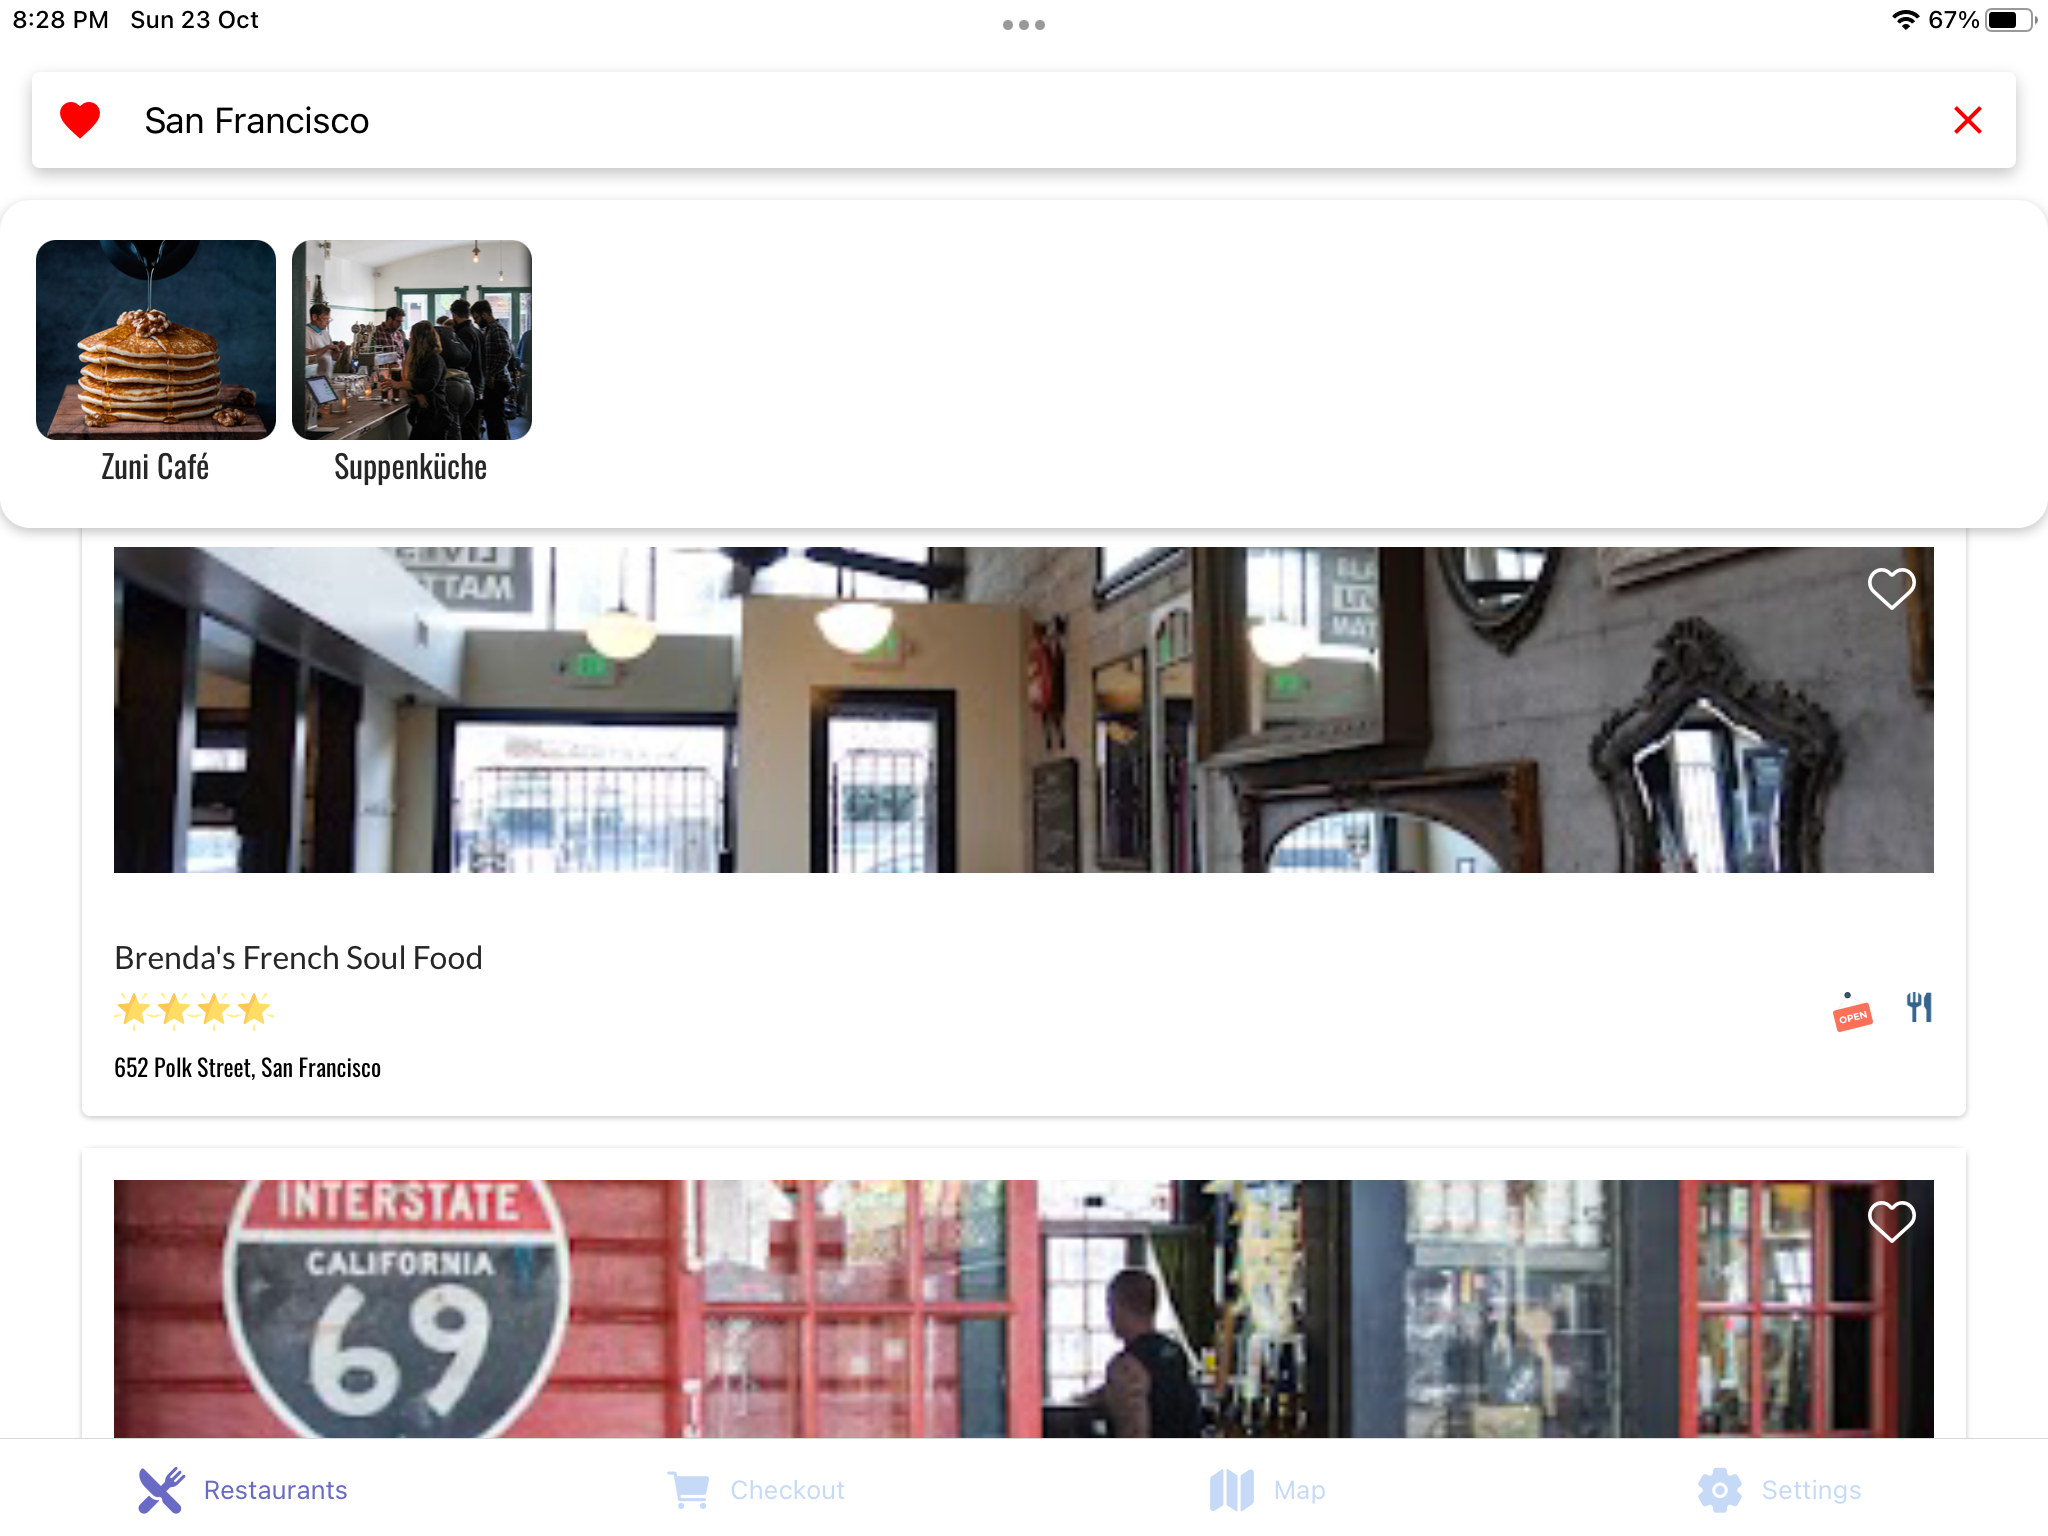 8:28 PM Sun 23 Oct
67%
San Francisco
Zuni Café
Suppenküche
Brenda's French Soul Food
OPEN
652 Polk Street, San Francisco
INTERSTATE
CALIFORNIA
69
Restaurants
Checkout
Map
Settings